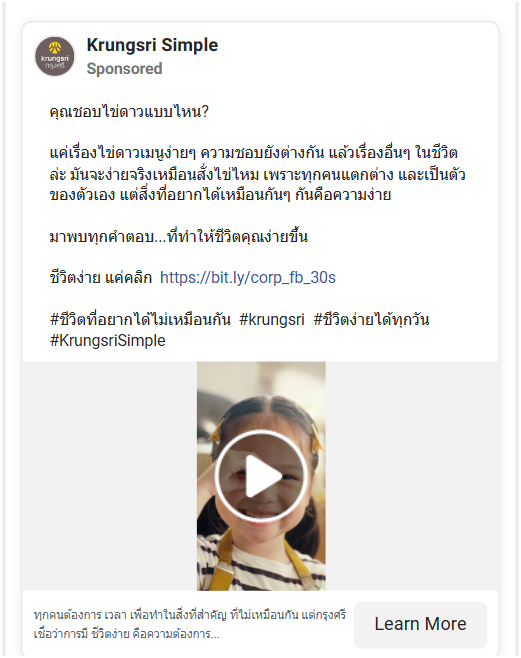 Krungsri Simple
krungsri
กรุงศรี
Sponsored
คุณชอบไข่ดาวแบบไหน?
แค่เรื่องไข่ดาวเมนูง่ายๆ ความชอบยังต่างกัน แล้วเรื่องอื่นๆ ในชีวิต
ล่ะ มันจะง่ายจริงเหมือนสั่งไข่ไหม เพราะทุกคนแตกต่าง และเป็นตัว
ของตัวเอง แต่สิ่งที่อยากได้เหมือนกันๆ กันคือความง่าย
มาพบทุกคำตอบ...ที่ทำให้ชีวิตคุณง่ายขึ้น
ชีวิตง่าย แค่คลิก https://bit.ly/corp_fb_30s
#ชีวิตที่อยากได้ไม่เหมือนกัน #krungsri #ชีวิตง่ายได้ทุกวัน
#KrungsriSimple
ทุกคนต้องการ เวลา เพื่อทำในสิ่งที่สำคัญ ที่ไม่เหมือนกัน แต่กรุงศรี
เชื่อว่าการมี ชีวิตง่าย คือความต้องการ...
Learn More